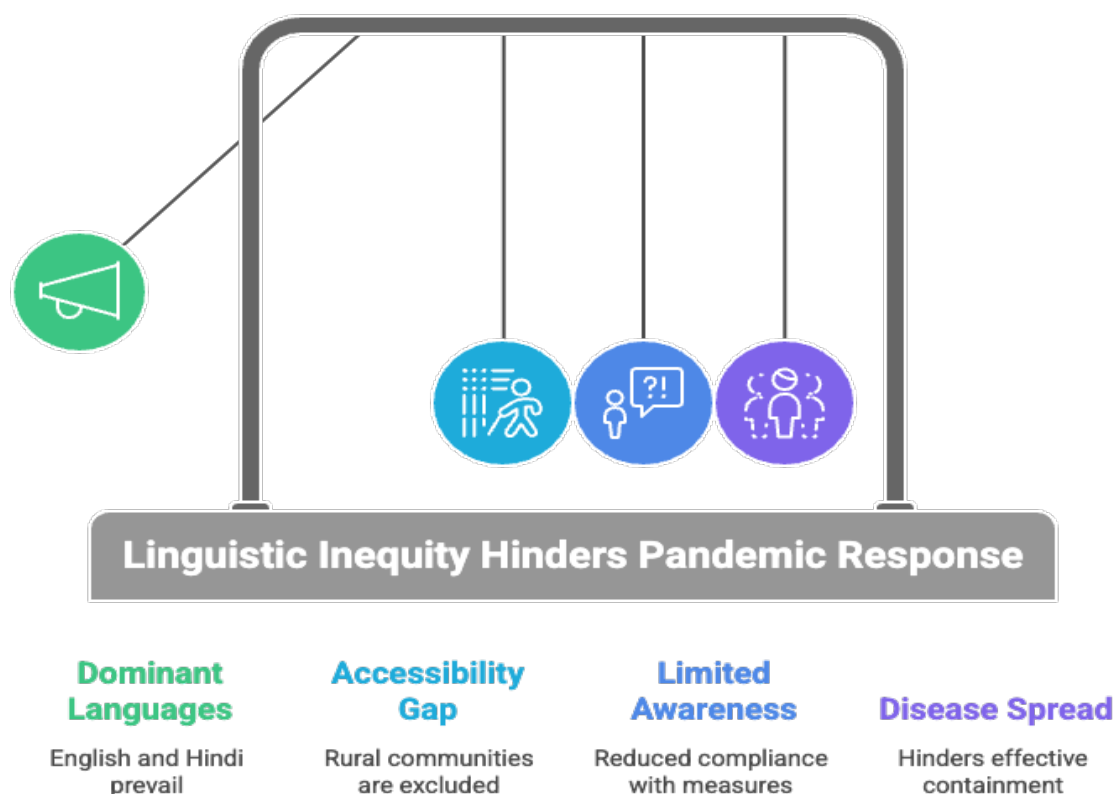 ?!
Linguistic Inequity Hinders Pandemic Response
Dominant
Languages
English and Hindi
prevail
Accessibility
Gap
Rural communities
are excluded
Limited
Awareness
Reduced compliance
with measures
Disease Spread
Hinders effective
containment